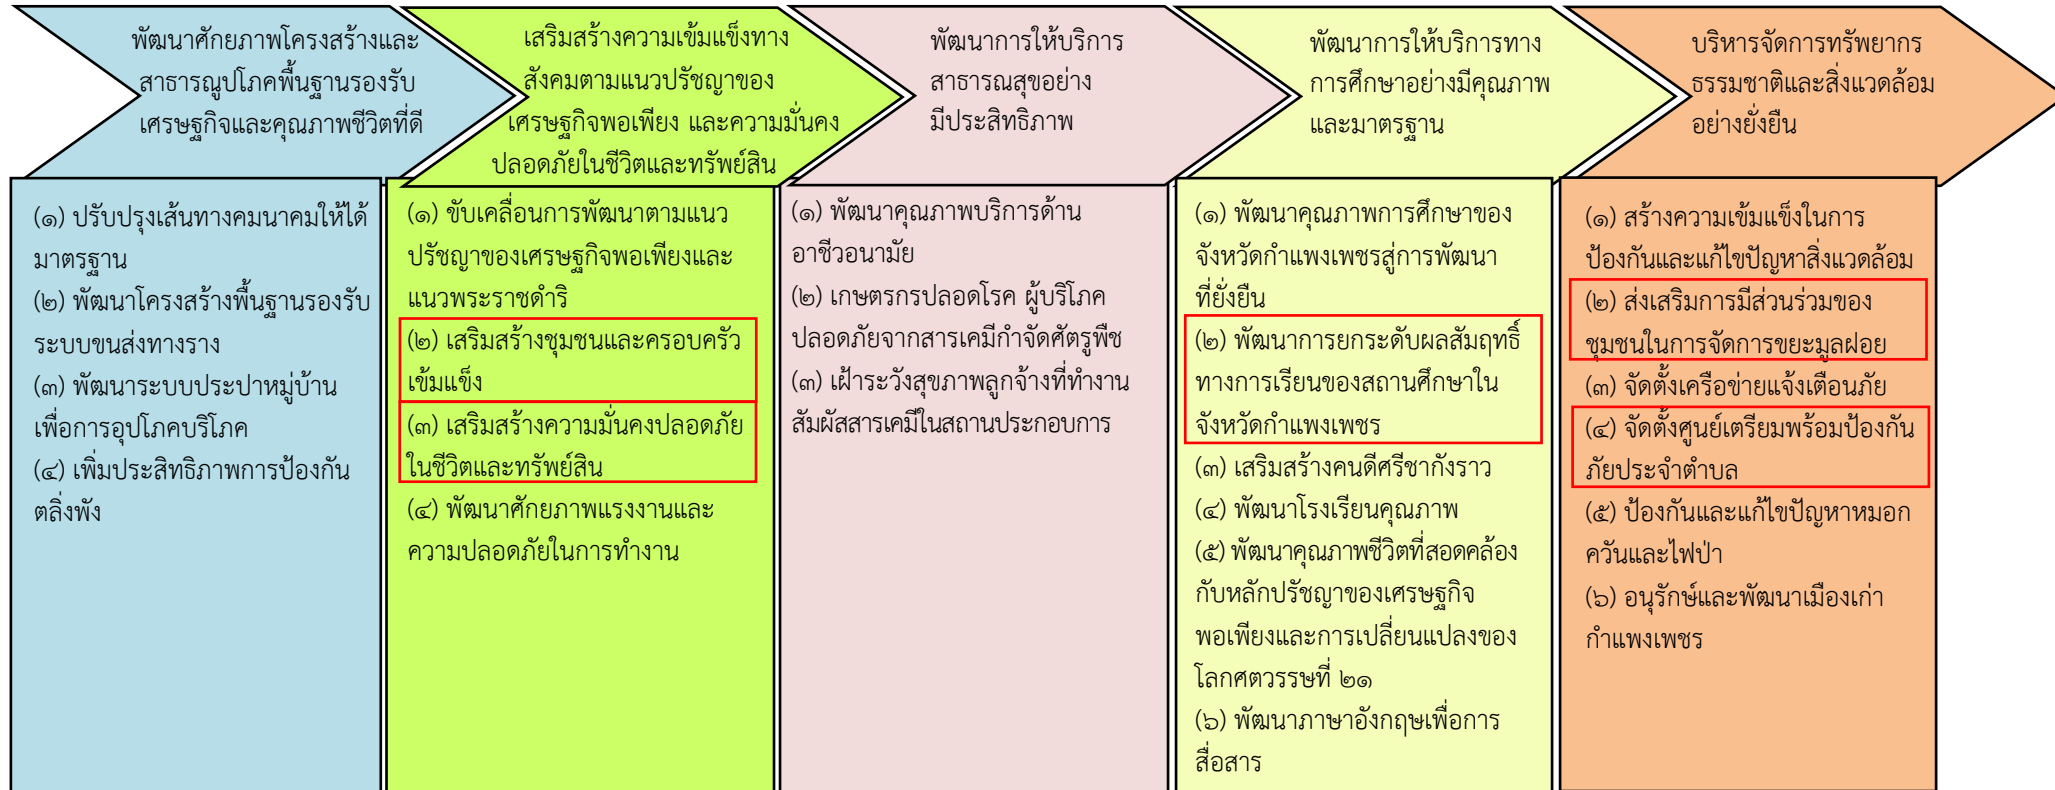 พัฒนาศักยภาพโครงสร้างและ
สาธารณูปโภคพื้นฐานรองรับ
เศรษฐกิจและคุณภาพชีวิตที่ดี
เสริมสร้างความเข้มแข็งทาง
สังคมตามแนวปรัชญาของ
เศรษฐกิจพอเพียง และความมั่นคง
ปลอดภัยในชีวิตและทรัพย์สิน
พัฒนาการให้บริการ
สาธารณสุขอย่าง
มีประสิทธิภาพ
พัฒนาการให้บริการทาง
การศึกษาอย่างมีคุณภาพ
และมาตรฐาน
บริหารจัดการทรัพยากร
ธรรมชาติและสิ่งแวดล้อม
อย่างยั่งยืน
(๑) ปรับปรุงเส้นทางคมนาคมให้ได้
มาตรฐาน
(๒) พัฒนาโครงสร้างพื้นฐานรองรับ
ระบบขนส่งทางราง
(๓) พัฒนาระบบประปาหมู่บ้าน
เพื่อการอุปโภคบริโภค
(๔) เพิ่มประสิทธิภาพการป้องกัน
ตลิ่งพัง
(๑) ขับเคลื่อนการพัฒนาตามแนว
ปรัชญาของเศรษฐกิจพอเพียงและ
แนวพระราชดำริ
(๒) เสริมสร้างชุมชนและครอบครัว
เข้มแข็ง
(๓) เสริมสร้างความมั่นคงปลอดภัย
ในชีวิตและทรัพย์สิน
(๔) พัฒนาศักยภาพแรงงานและ
ความปลอดภัยในการทำงาน
(๑) พัฒนาคุณภาพบริการด้าน
อาชีวอนามัย
(๒) เกษตรกรปลอดโรค ผู้บริโภค
ปลอดภัยจากสารเคมีกำจัดศัตรูพืช
(๓) เฝ้าระวังสุขภาพลูกจ้างที่ทำงาน
สัมผัสสารเคมีในสถานประกอบการ
(๑) พัฒนาคุณภาพการศึกษาของ
จังหวัดกำแพงเพชรสู่การพัฒนา
ที่ยั่งยืน
(๒) พัฒนาการยกระดับผลสัมฤทธิ์
ทางการเรียนของสถานศึกษาใน
จังหวัดกำแพงเพชร
(๓) เสริมสร้างคนดีศรีชากังราว
(๔) พัฒนาโรงเรียนคุณภาพ
(๕) พัฒนาคุณภาพชีวิตที่สอดคล้อง
กับหลักปรัชญาของเศรษฐกิจ
พอเพียงและการเปลี่ยนแปลงของ
โลกศตวรรษที่ ๒๑
(๖) พัฒนาภาษาอังกฤษเพื่อการ
สื่อสาร
(๑) สร้างความเข้มแข็งในการ
ป้องกันและแก้ไขปัญหาสิ่งแวดล้อม
(๒) ส่งเสริมการมีส่วนร่วมของ
ชุมชนในการจัดการขยะมูลฝอย
(๓) จัดตั้งเครือข่ายแจ้งเตือนภัย
(๔) จัดตั้งศูนย์เตรียมพร้อมป้องกัน
ภัยประจำตำบล
(๕) ป้องกันและแก้ไขปัญหาหมอก
ควันและไฟป่า
(๖) อนุรักษ์และพัฒนาเมืองเก่า
กำแพงเพชร